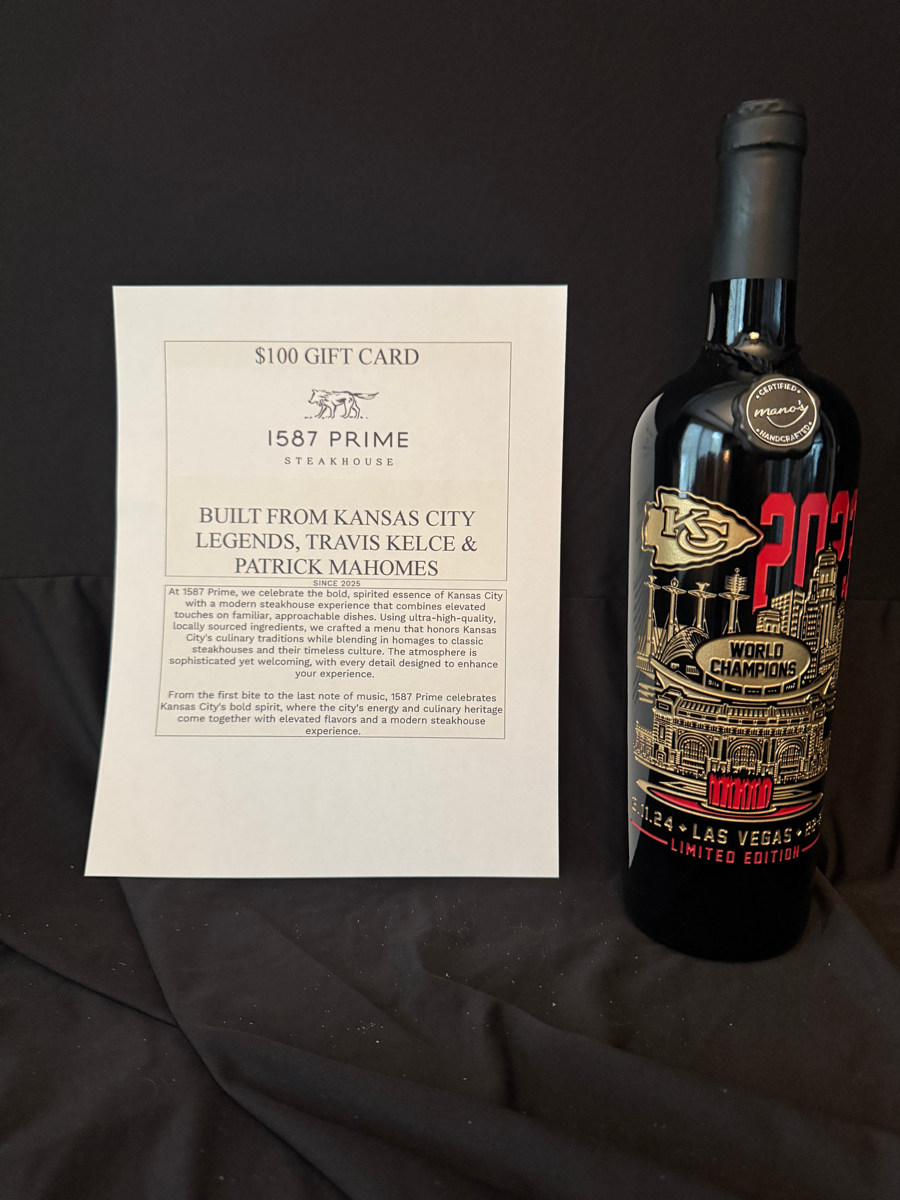 $100 GIFT CARD
1587 PRIME
STEAKHOUSE
BUILT FROM KANSAS CITY
LEGENDS, TRAVIS KELCE &
PATRICK MAHOMES
SINCE 2025
At 1587 Prime, we celebrate the bold, spirited essence of Kansas City
with a modern steakhouse experience that combines elevated
touches on familiar, approachable dishes. Using ultra-high-quality,
locally sourced ingredients, we crafted a menu that honors Kansas
City's culinary traditions while blending in homages to classic
steakhouses and their timeless culture. The atmosphere is
sophisticated yet welcoming, with every detail designed to enhance
your experience.
From the first bite to the last note of music, 1587 Prime celebrates
Kansas City's bold spirit, where the city's energy and culinary heritage
come together with elevated flavors and a modern steakhouse
experience.
CERTIFIED
mano's
HANDCRAFTED
KC
WORLD
CHAMPIONS
LAS VEGAS
LIMITED EDITION